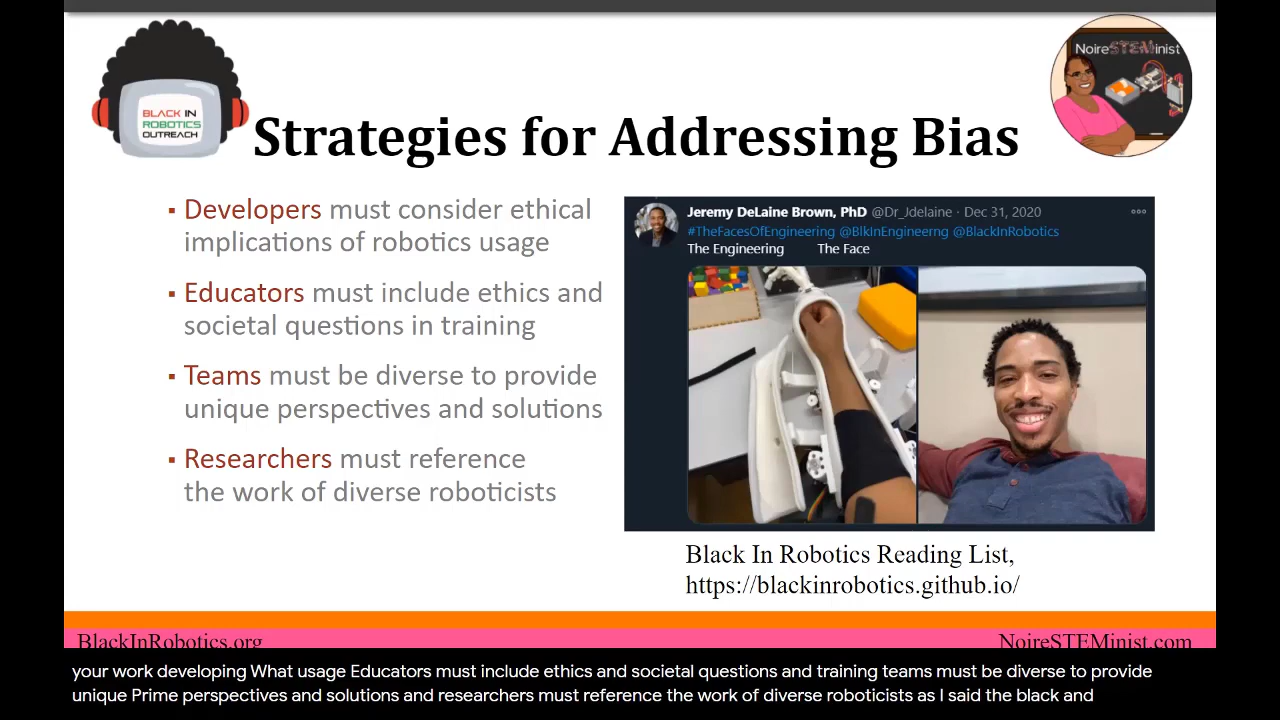 NoireSTEMinist
BLACK IN
ROBOTICS
OUTREACH
Strategies for Addressing Bias
▪ Developers must consider ethical
implications of robotics usage
▪ Educators must include ethics and
societal questions in training
▪ Teams must be diverse to provide
unique perspectives and solutions
▪ Researchers must reference
the work of diverse roboticists
Jeremy DeLaine Brown, PhD @Dr_Jdelaine · Dec 31, 2020
#TheFacesOfEngineering @BlkInEngineerng @BlackInRobotics
The Engineering The Face
Black In Robotics Reading List,
https://blackinrobotics.github.io/
BlackInRobotics.org
NoireSTEMinist.com
your work developing What usage Educators must include ethics and societal questions and training teams must be diverse to provide
unique Prime perspectives and solutions and researchers must reference the work of diverse roboticists as I said the black and